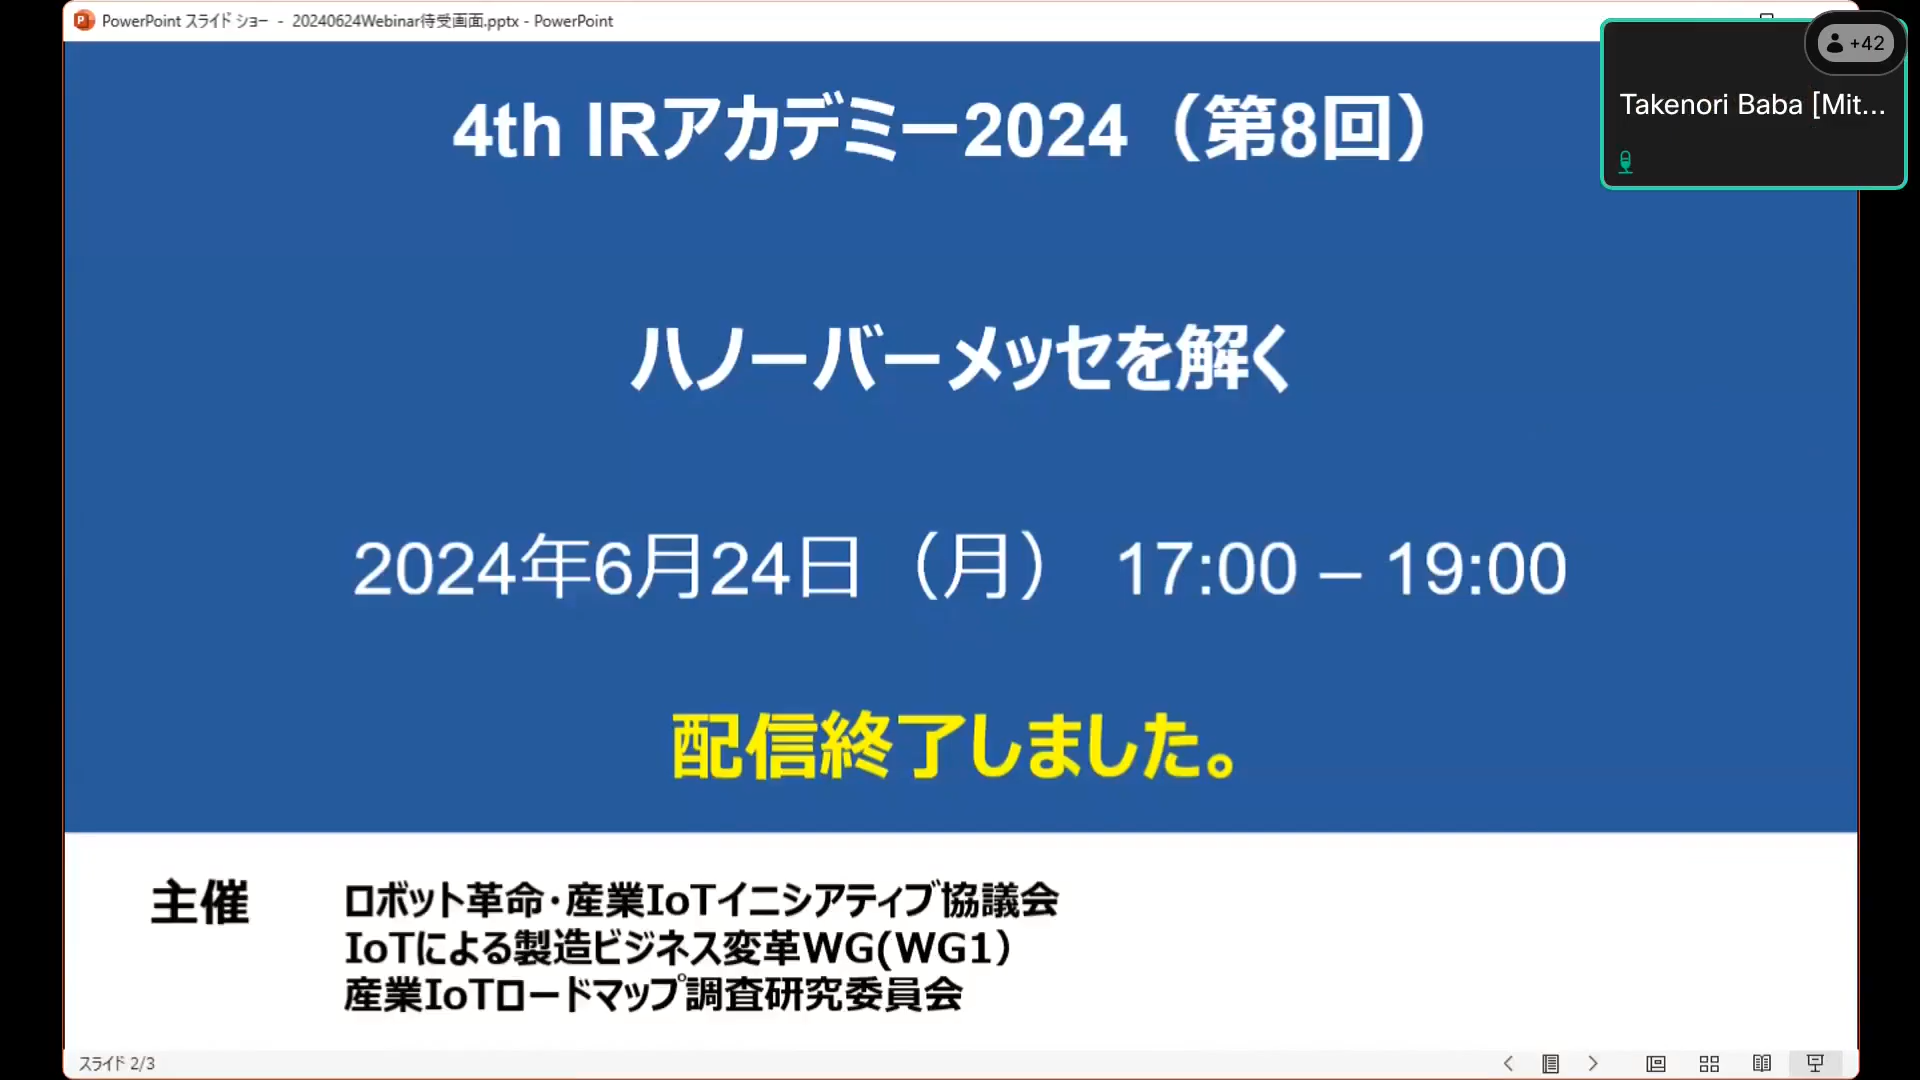 PowerPoint スライド ショー - 20240624Webinar待受画面.pptx - PowerPoint
+42
Takenori Baba [Mit...
4th IRアカデミー2024（第8回）
ハノーバーメッセを解く
2024年6月24日（月） 17:00 – 19:00
配信終了しました。
主催
ロボット革命･産業IoTイニシアティブ協議会
IoTによる製造ビジネス変革WG(WG1）
産業IoTロードマップ調査研究委員会
スライド 2/3